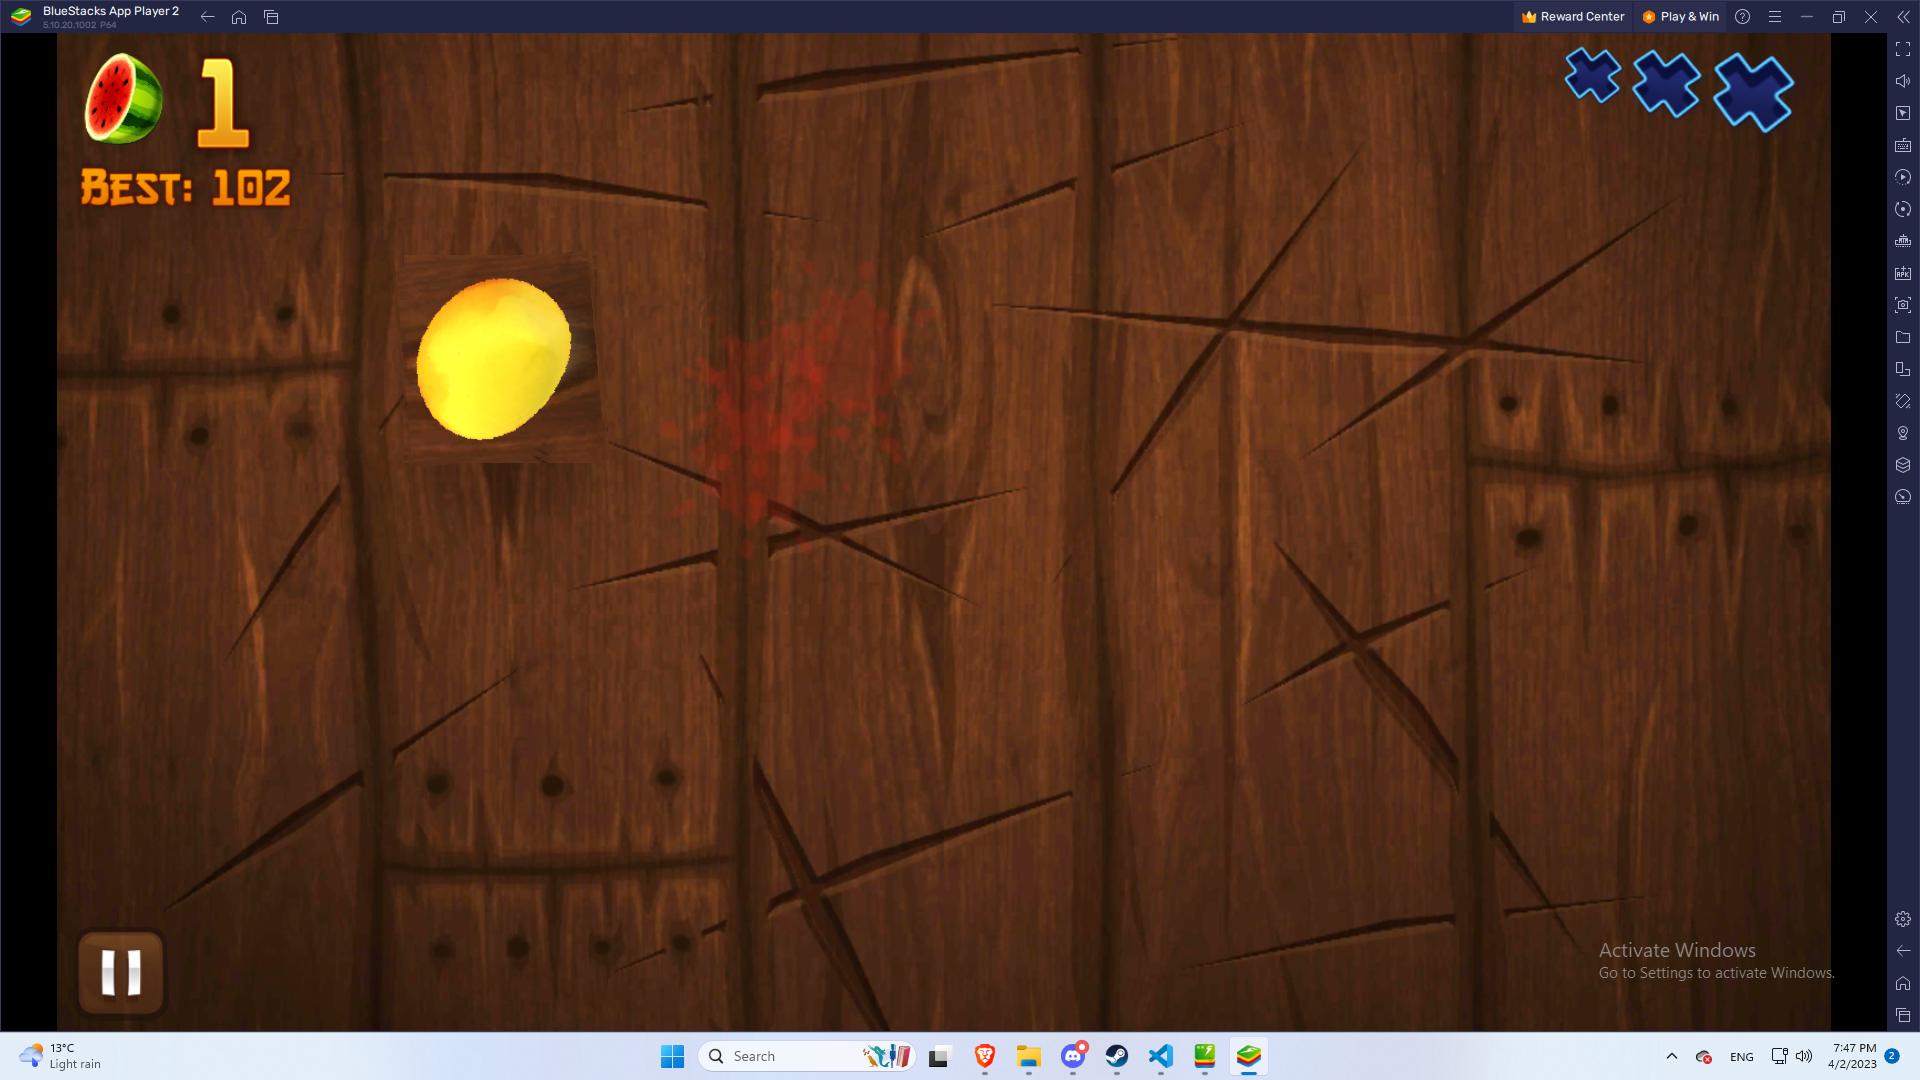 BlueStacks App Player 2
5.10.20.1002 P64
Reward Center
Play & Win
1
BEST: 102
APK
Activate Windows
Go to Settings to activate Windows.
13°C
Light rain
Search
ENG
7:47 PM
4/2/2023
2